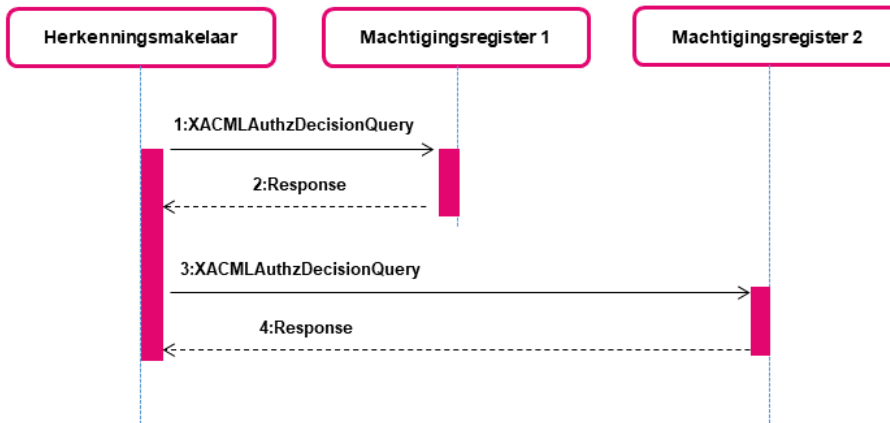 Herkenningsmakelaar
Machtigingsregister 1
Machtigingsregister 2
1:XACMLAuthzDecisionQuery
2:Response
3:XACMLAuthzDecisionQuery
4:Response